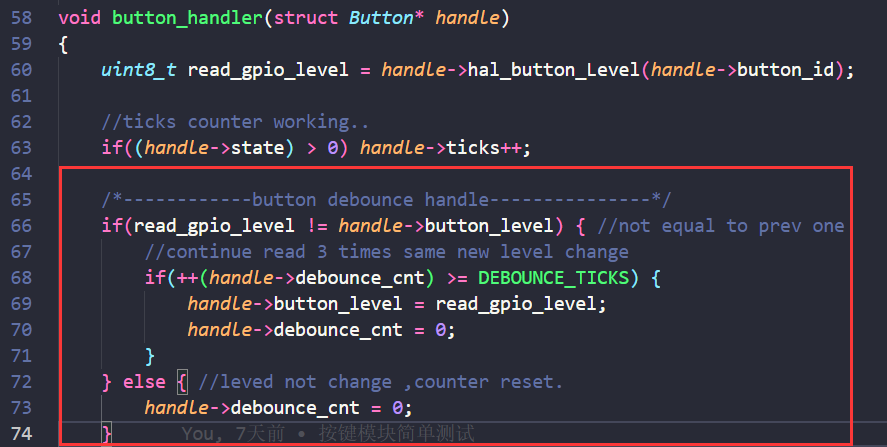 58 void button_handler(struct Button* handle)
59 {
60 uint8_t read_gpio_level = handle->hal_button_Level(handle->button_id);
61
62 //ticks counter working..
63 if((handle->state) > 0) handle->ticks++;
64
65 /*------------button debounce handle---------------*/
66 if(read_gpio_level != handle->button_level) { //not equal to prev one
67 //continue read 3 times same new level change
68 if(++(handle->debounce_cnt) >= DEBOUNCE_TICKS) {
69 handle->button_level = read_gpio_level;
70 handle->debounce_cnt = 0;
71 }
72 } else { //leved not change ,counter reset.
73 handle->debounce_cnt = 0;
74 } You, 7天前 • 按键模块简单测试